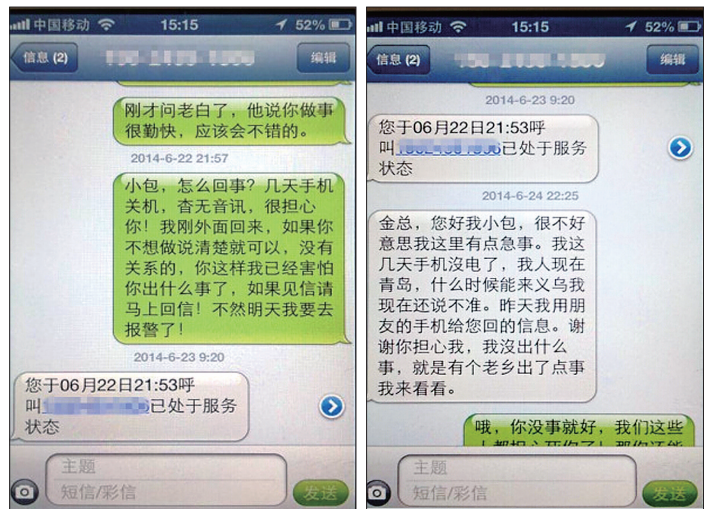 中国移动 15:15 52%
信息 (2) 编辑
刚才问老白了，他说你做事
很勤快，应该会不错的。
2014-6-22 21:57
小包，怎么回事？几天手机
关机，杳无音讯，很担心
你！我刚外面回来，如果你
不想做说清楚就可以，没有
关系的，你这样我已经害怕
你出什么事了，如果见信请
马上回信！不然明天我要去
报警了！
2014-6-23 9:20
您于06月22日21:53呼
叫 已处于服务
状态
主题
短信/彩信 发送
中国移动 15:15 52%
信息 (2) 编辑
2014-6-23 9:20
您于06月22日21:53呼
叫 已处于服务
状态
2014-6-24 22:25
金总，您好我小包，很不好
意思我这里有点急事。我这
几天手机沒电了，我人现在
青岛，什么时候能来义乌我
现在还说不准。昨天我用朋
友的手机给您回的信息。谢
谢你担心我，我沒出什么
事，就是有个老乡出了点事
我来看看。
哦，你没事就好，我们这些
主题
短信/彩信 发送